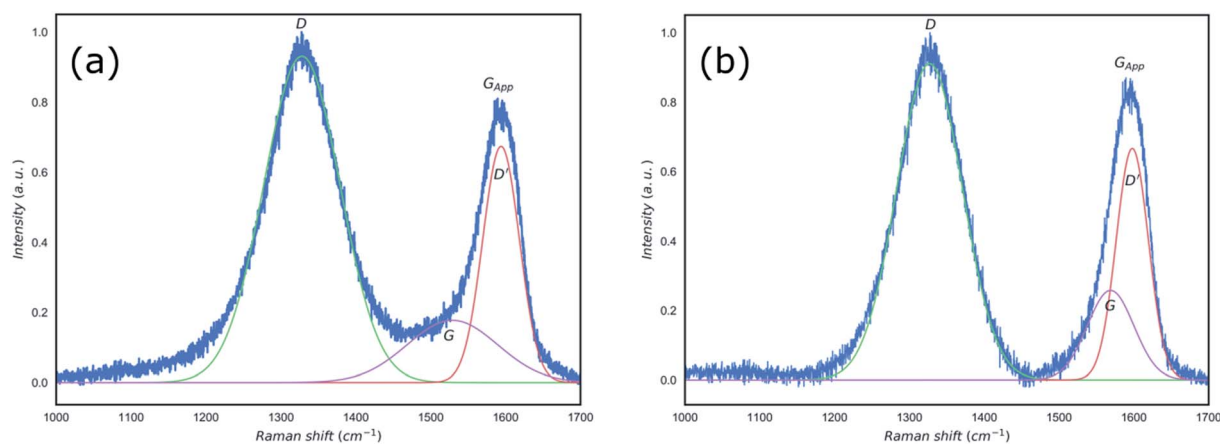 (a)
D
G_App
D'
G
1.0
0.8
0.6
0.4
0.2
0.0
Intensity (a.u.)
1000 1100 1200 1300 1400 1500 1600 1700
Raman shift (cm⁻¹)
(b)
D
G_App
D'
G
1.0
0.8
0.6
0.4
0.2
0.0
Intensity (a.u.)
1000 1100 1200 1300 1400 1500 1600 1700
Raman shift (cm⁻¹)